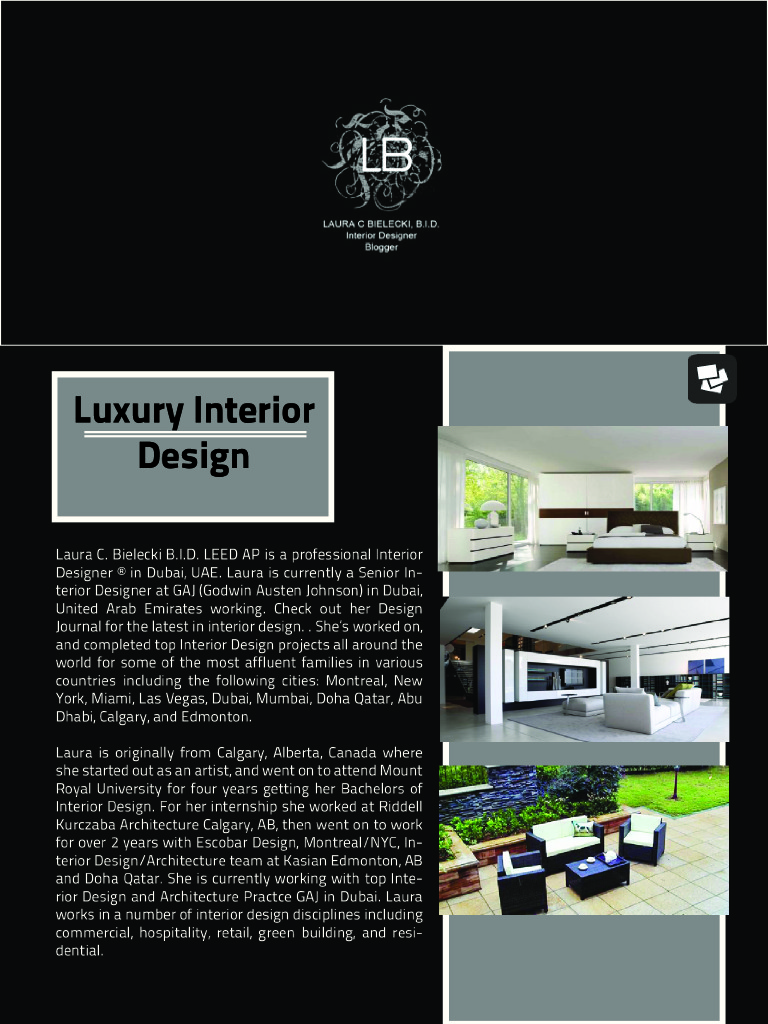 LB
LAURA C BIELECKI, B.I.D.
Interior Designer
Blogger
Luxury Interior
Design
Laura C. Bielecki B.I.D. LEED AP is a professional Interior
Designer ® in Dubai, UAE. Laura is currently a Senior In-
terior Designer at GAJ (Godwin Austen Johnson) in Dubai,
United Arab Emirates working. Check out her Design
Journal for the latest in interior design. . She's worked on,
and completed top Interior Design projects all around the
world for some of the most affluent families in various
countries including the following cities: Montreal, New
York, Miami, Las Vegas, Dubai, Mumbai, Doha Qatar, Abu
Dhabi, Calgary, and Edmonton.
Laura is originally from Calgary, Alberta, Canada where
she started out as an artist, and went on to attend Mount
Royal University for four years getting her Bachelors of
Interior Design. For her internship she worked at Riddell
Kurczaba Architecture Calgary, AB, then went on to work
for over 2 years with Escobar Design, Montreal/NYC, In-
terior Design/Architecture team at Kasian Edmonton, AB
and Doha Qatar. She is currently working with top Inte-
rior Design and Architecture Practce GAJ in Dubai. Laura
works in a number of interior design disciplines including
commercial, hospitality, retail, green building, and resi-
dential.